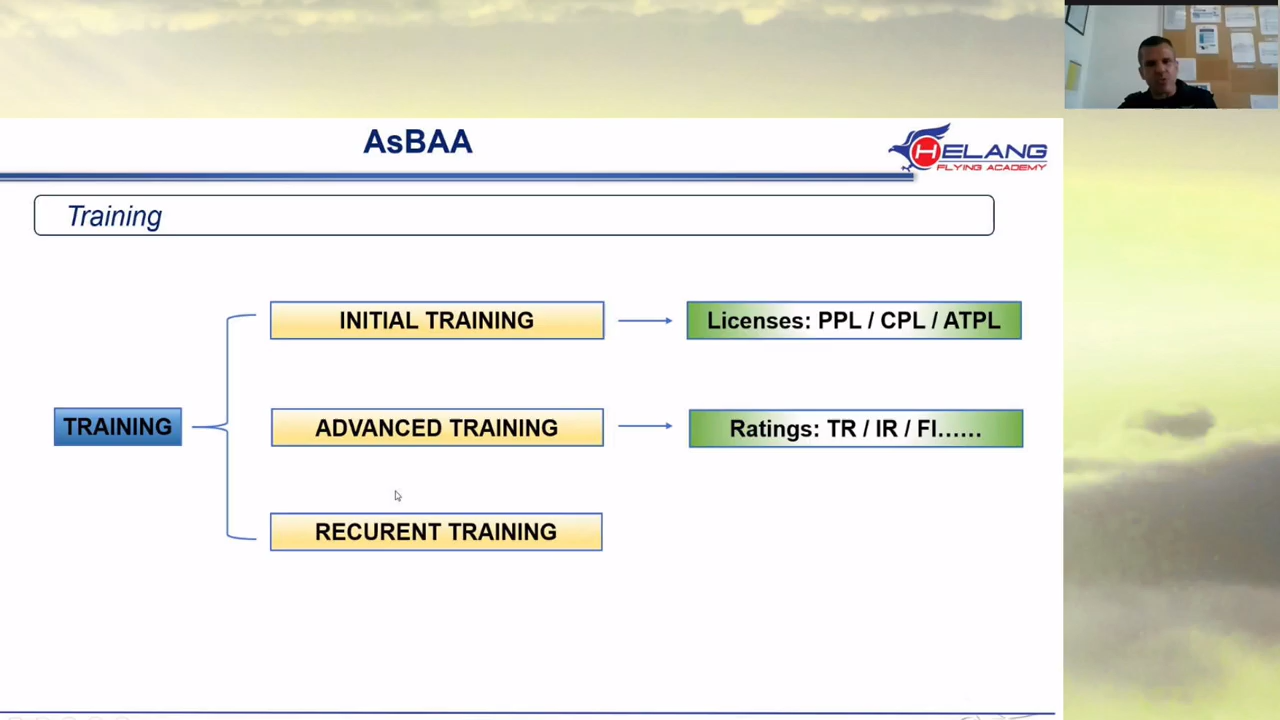 AsBAA
HELANG
FLYING ACADEMY
Training
INITIAL TRAINING
Licenses: PPL / CPL / ATPL
TRAINING
ADVANCED TRAINING
Ratings: TR / IR / FI......
RECURENT TRAINING